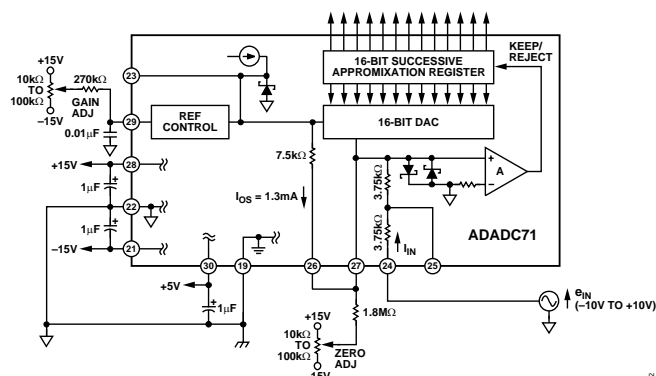 +15V
10kΩ
TO
100kΩ
–15V
270kΩ
GAIN
ADJ
0.01μF
23
29
REF
CONTROL
16-BIT SUCCESSIVE
APPROMIXATION REGISTER
KEEP/
REJECT
16-BIT DAC
7.5kΩ
IOS = 1.3mA
3.75kΩ
3.75kΩ
IIN
+
–
A
ADADC71
+15V
28
1μF
+
22
1μF
+
–15V
21
30
19
26
27
24
25
+5V
+
1μF
1.8MΩ
eIN
(–10V TO +10V)
+15V
10kΩ
TO
100kΩ
ZERO
ADJ
–15V